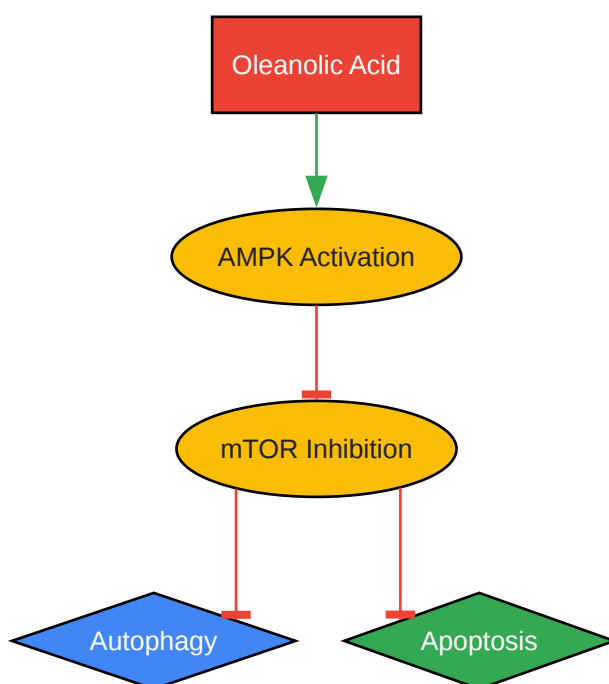 Oleanolic Acid
AMPK Activation
mTOR Inhibition
Autophagy
Apoptosis